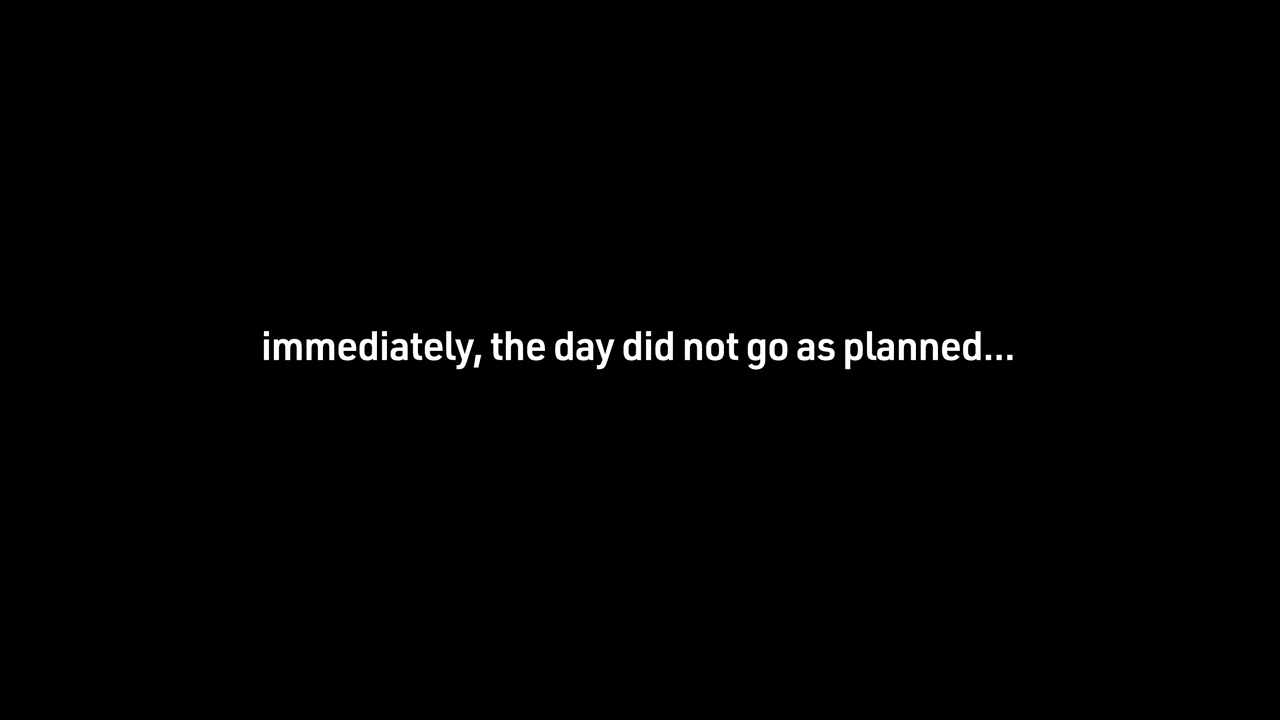 immediately, the day did not go as planned...